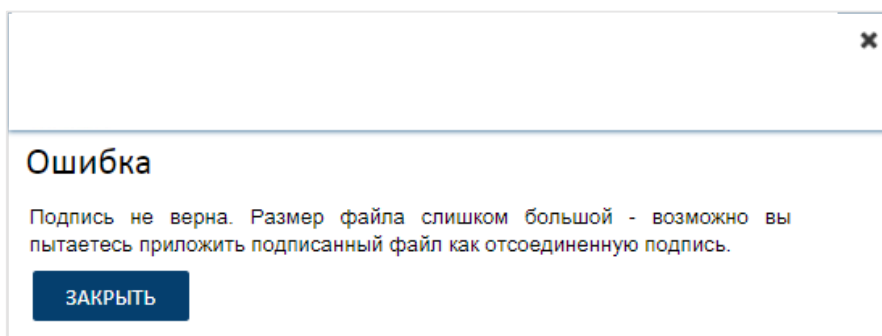 Ошибка
Подпись не верна. Размер файла слишком большой - возможно вы
пытаетесь приложить подписанный файл как отсоединенную подпись.
ЗАКРЫТЬ